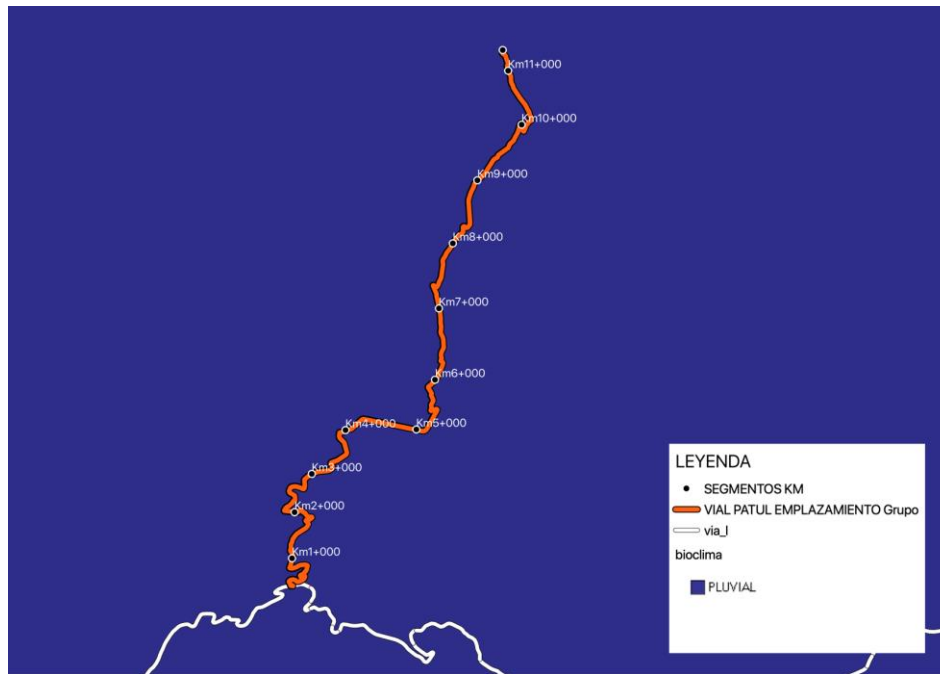 Km11+000
Km10+000
Km9+000
Km8+000
Km7+000
Km6+000
Km4+000
Km5+000
Km3+000
Km2+000
Km1+000
LEYENDA
SEGMENTOS KM
VIAL PATUL EMPLAZAMIENTO Grupo
via_l
bioclima
PLUVIAL